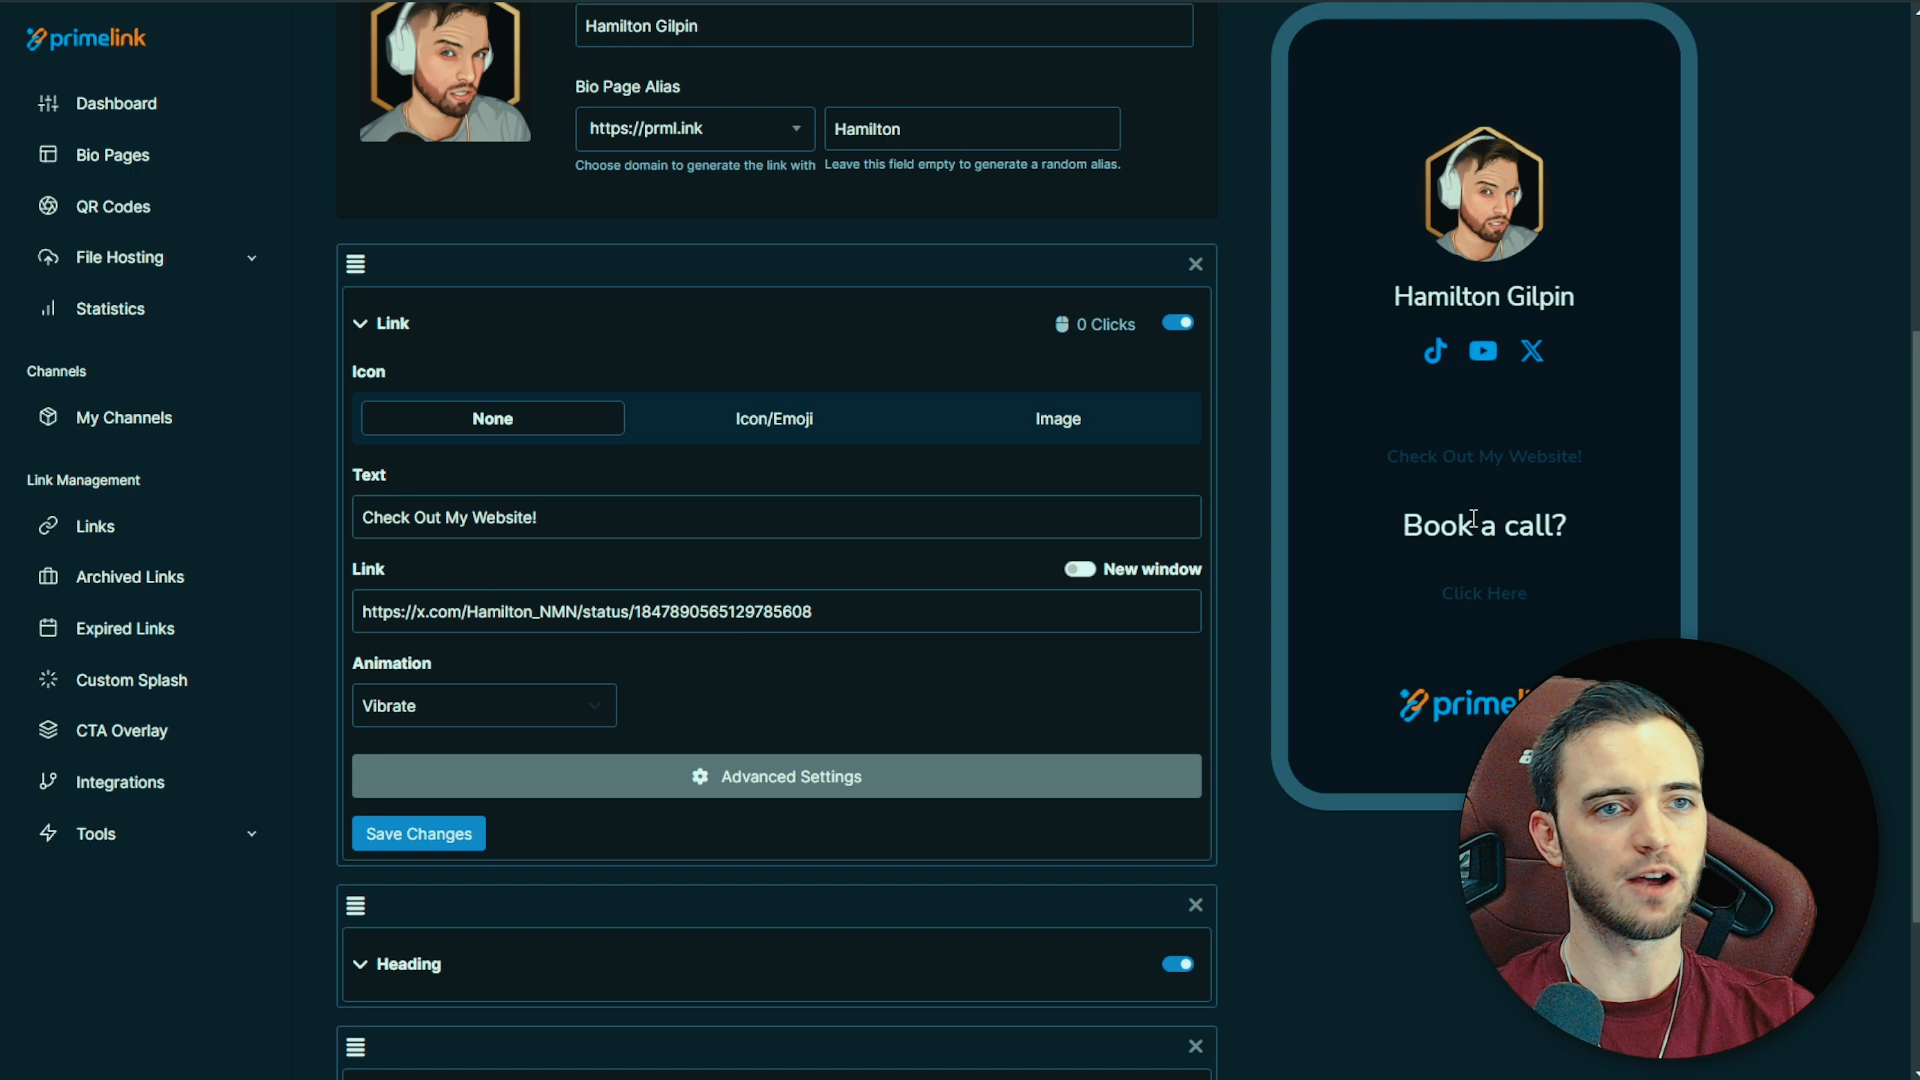 primelink
Dashboard
Bio Pages
QR Codes
File Hosting
Statistics
Channels
My Channels
Link Management
Links
Archived Links
Expired Links
Custom Splash
CTA Overlay
Integrations
Tools
Hamilton Gilpin
Bio Page Alias
https://prml.ink
Hamilton
Choose domain to generate the link with
Leave this field empty to generate a random alias.
Link
0 Clicks
Icon
None
Icon/Emoji
Image
Text
Check Out My Website!
Link
New window
https://x.com/Hamilton_NMN/status/1847890565129785608
Animation
Vibrate
Advanced Settings
Save Changes
Heading
Hamilton Gilpin
Check Out My Website!
Book a call?
Click Here
primel